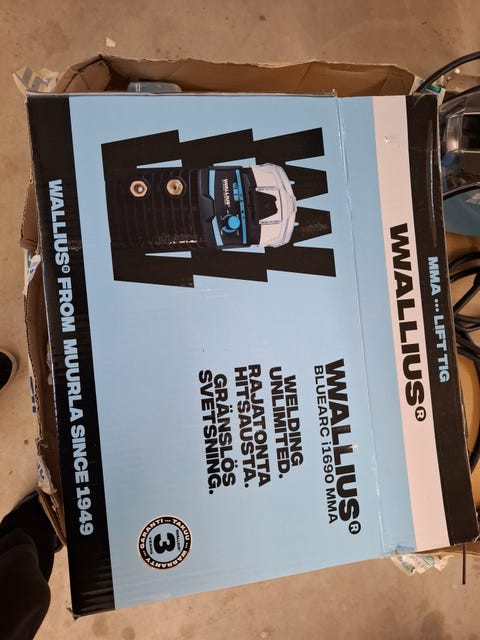 MMA ... LIFT TIG
WALLIUS®
WALLIUS®
BLUEARC i1690 MMA
WELDING
UNLIMITED.
RAJATONTA
HITSAUSTA.
GRÄNSLÖS
SVETSNING.
GARANTI — TAKUU — WARRANTY
3
WALLIUS® FROM MUURLA SINCE 1949